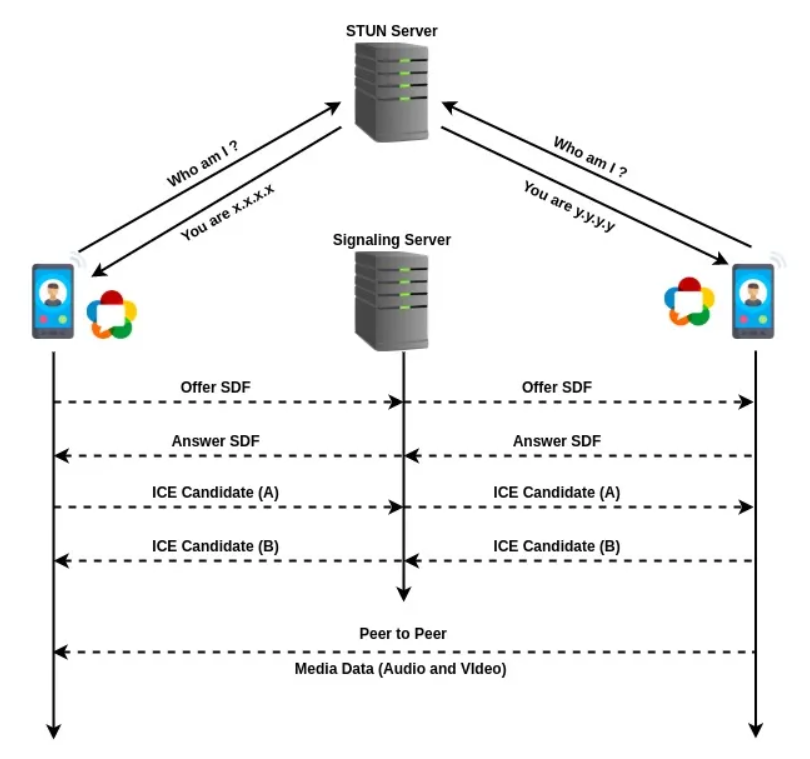 STUN Server
Who am I ?
You are x.x.x.x
Who am I ?
You are y.y.y.y
Signaling Server
Offer SDF
Offer SDF
Answer SDF
Answer SDF
ICE Candidate (A)
ICE Candidate (A)
ICE Candidate (B)
ICE Candidate (B)
Peer to Peer
Media Data (Audio and VIdeo)